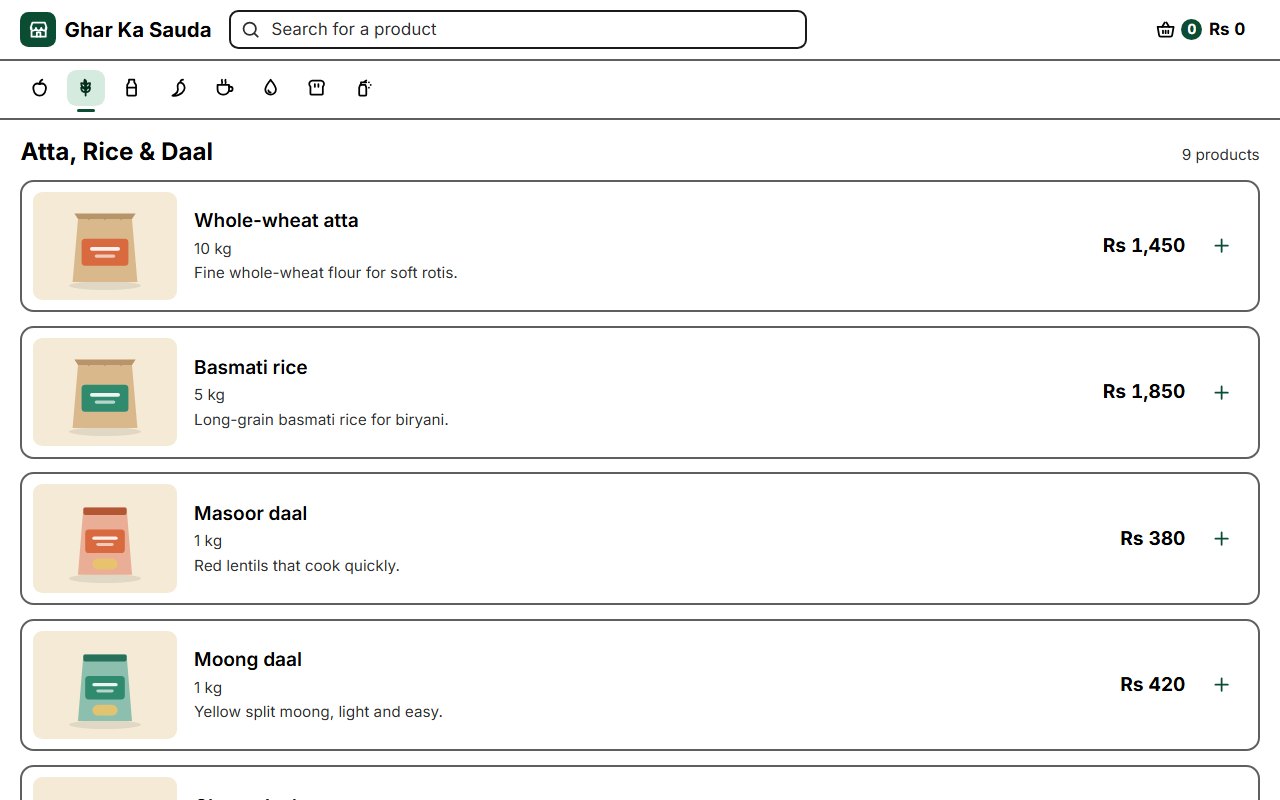 Ghar Ka Sauda
Search for a product
0 Rs 0
Atta, Rice & Daal
9 products
Whole-wheat atta
10 kg
Fine whole-wheat flour for soft rotis.
Rs 1,450
Basmati rice
5 kg
Long-grain basmati rice for biryani.
Rs 1,850
Masoor daal
1 kg
Red lentils that cook quickly.
Rs 380
Moong daal
1 kg
Yellow split moong, light and easy.
Rs 420